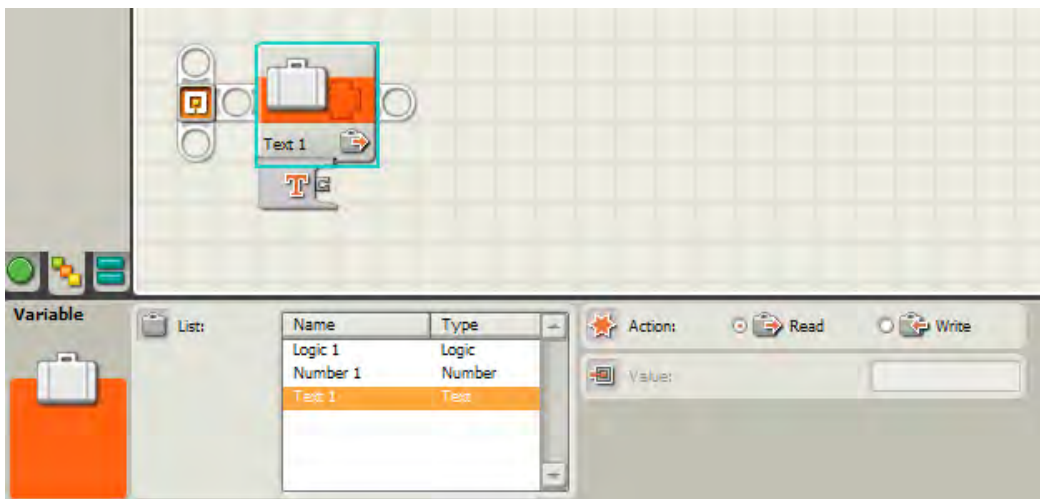 Text 1
T
Variable
List:
Name Type
Logic 1 Logic
Number 1 Number
Text 1 Text
Action: Read Write
Value: